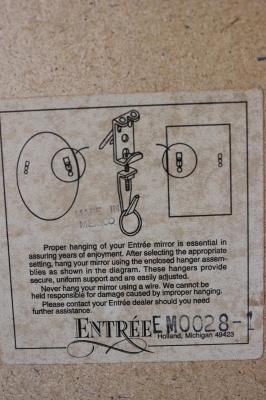 MADE IN
MEXICO
Proper hanging of your Entrée mirror is essential in
assuring years of enjoyment. After selecting the appropriate
setting, hang your mirror using the enclosed hanger assem-
blies as shown in the diagram. These hangers provide
secure, uniform support and are easily adjusted.
Never hang your mirror using a wire. We cannot be
held responsible for damage caused by improper hanging.
Please contact your Entrée dealer should you need
further assistance.
ENTRÉE EM0028-1
Holland, Michigan 49423